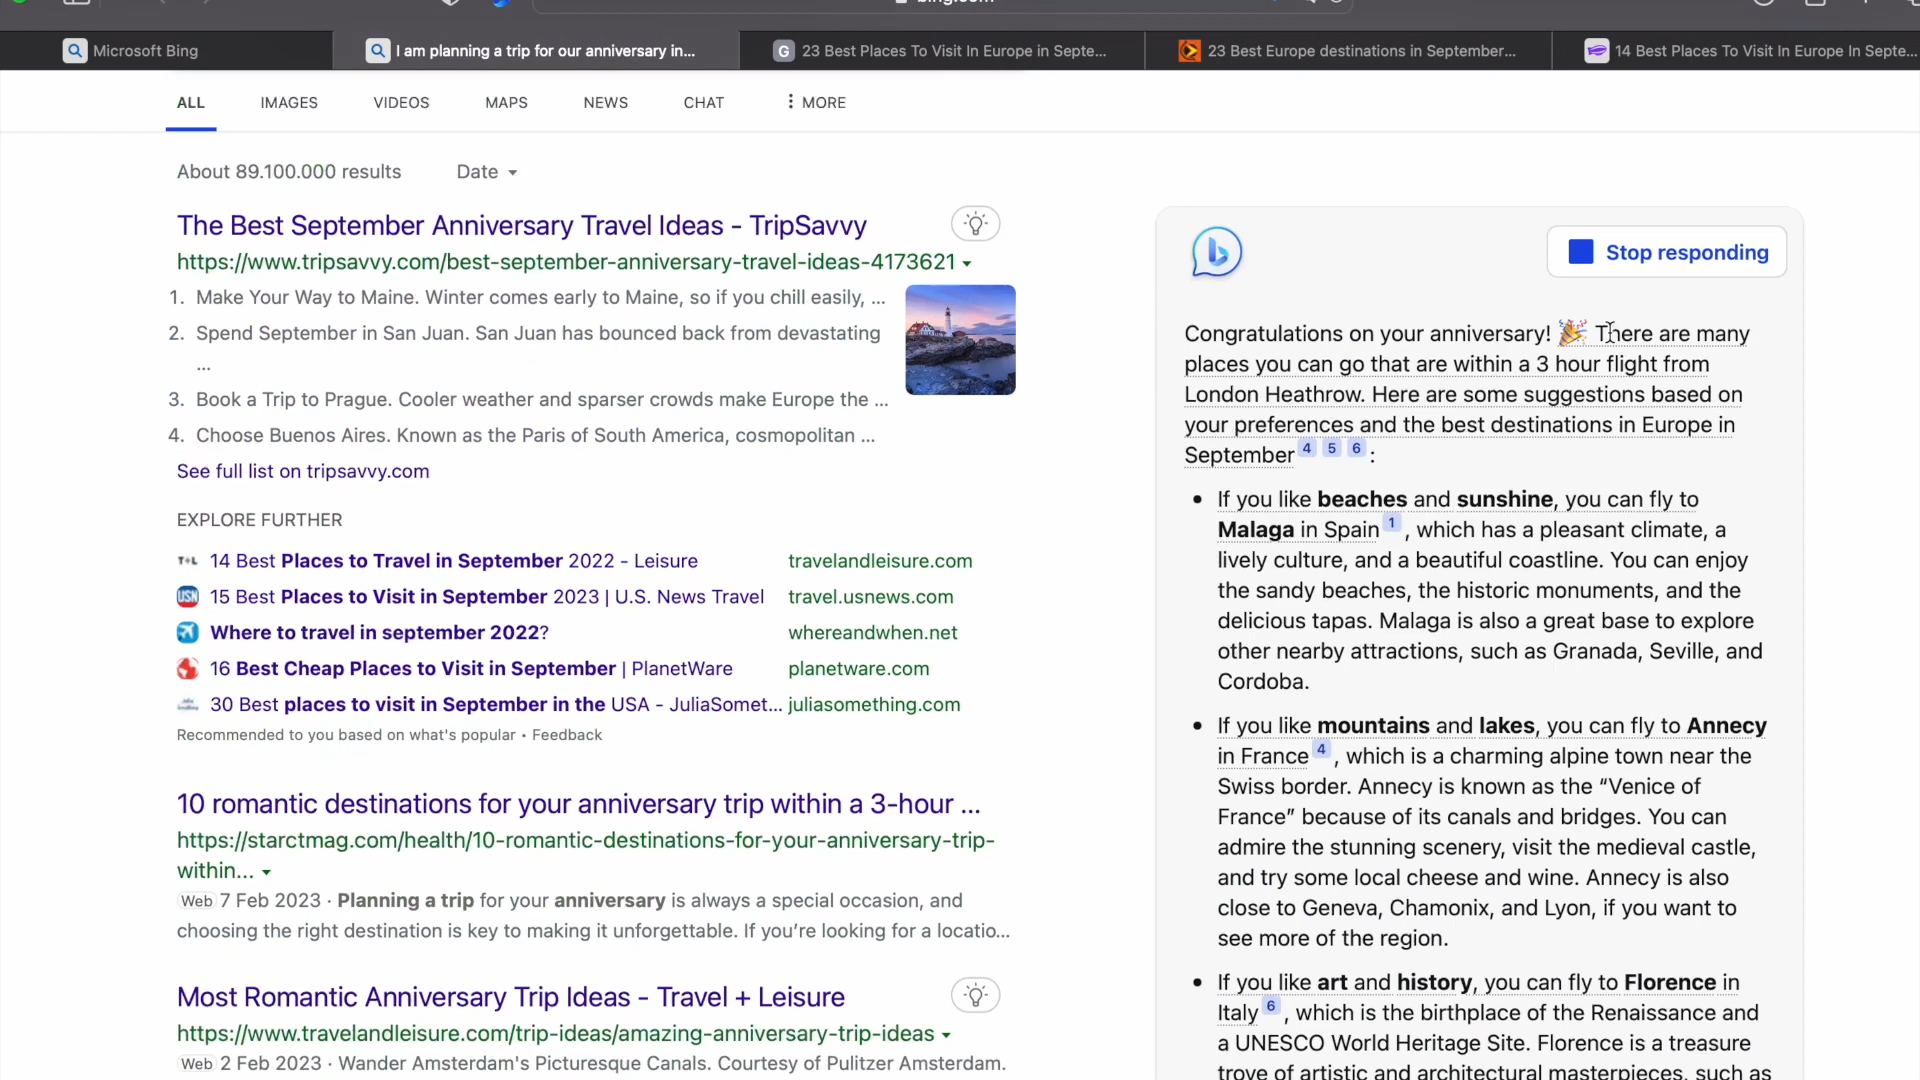 Microsoft Bing
I am planning a trip for our anniversary in...
G 23 Best Places To Visit In Europe in Septe...
23 Best Europe destinations in September...
14 Best Places To Visit In Europe In Septe...
ALL IMAGES VIDEOS MAPS NEWS CHAT MORE
About 89.100.000 results Date
The Best September Anniversary Travel Ideas - TripSavvy
https://www.tripsavvy.com/best-september-anniversary-travel-ideas-4173621
1. Make Your Way to Maine. Winter comes early to Maine, so if you chill easily, ...
2. Spend September in San Juan. San Juan has bounced back from devastating
...
3. Book a Trip to Prague. Cooler weather and sparser crowds make Europe the ...
4. Choose Buenos Aires. Known as the Paris of South America, cosmopolitan ...
See full list on tripsavvy.com
EXPLORE FURTHER
T+L 14 Best Places to Travel in September 2022 - Leisure travelandleisure.com
USN 15 Best Places to Visit in September 2023 | U.S. News Travel travel.usnews.com
Where to travel in september 2022? whereandwhen.net
16 Best Cheap Places to Visit in September | PlanetWare planetware.com
30 Best places to visit in September in the USA - JuliaSomet... juliasomething.com
Recommended to you based on what's popular • Feedback
10 romantic destinations for your anniversary trip within a 3-hour ...
https://starctmag.com/health/10-romantic-destinations-for-your-anniversary-trip-
within...
Web 7 Feb 2023 · Planning a trip for your anniversary is always a special occasion, and
choosing the right destination is key to making it unforgettable. If you're looking for a locatio...
Most Romantic Anniversary Trip Ideas - Travel + Leisure
https://www.travelandleisure.com/trip-ideas/amazing-anniversary-trip-ideas
Web 2 Feb 2023 · Wander Amsterdam's Picturesque Canals. Courtesy of Pulitzer Amsterdam.
Stop responding
Congratulations on your anniversary! 🎉 There are many
places you can go that are within a 3 hour flight from
London Heathrow. Here are some suggestions based on
your preferences and the best destinations in Europe in
September 4 5 6 :
• If you like beaches and sunshine, you can fly to
Malaga in Spain 1 , which has a pleasant climate, a
lively culture, and a beautiful coastline. You can enjoy
the sandy beaches, the historic monuments, and the
delicious tapas. Malaga is also a great base to explore
other nearby attractions, such as Granada, Seville, and
Cordoba.
• If you like mountains and lakes, you can fly to Annecy
in France 4 , which is a charming alpine town near the
Swiss border. Annecy is known as the “Venice of
France” because of its canals and bridges. You can
admire the stunning scenery, visit the medieval castle,
and try some local cheese and wine. Annecy is also
close to Geneva, Chamonix, and Lyon, if you want to
see more of the region.
• If you like art and history, you can fly to Florence in
Italy 6 , which is the birthplace of the Renaissance and
a UNESCO World Heritage Site. Florence is a treasure
trove of artistic and architectural masterpieces, such as